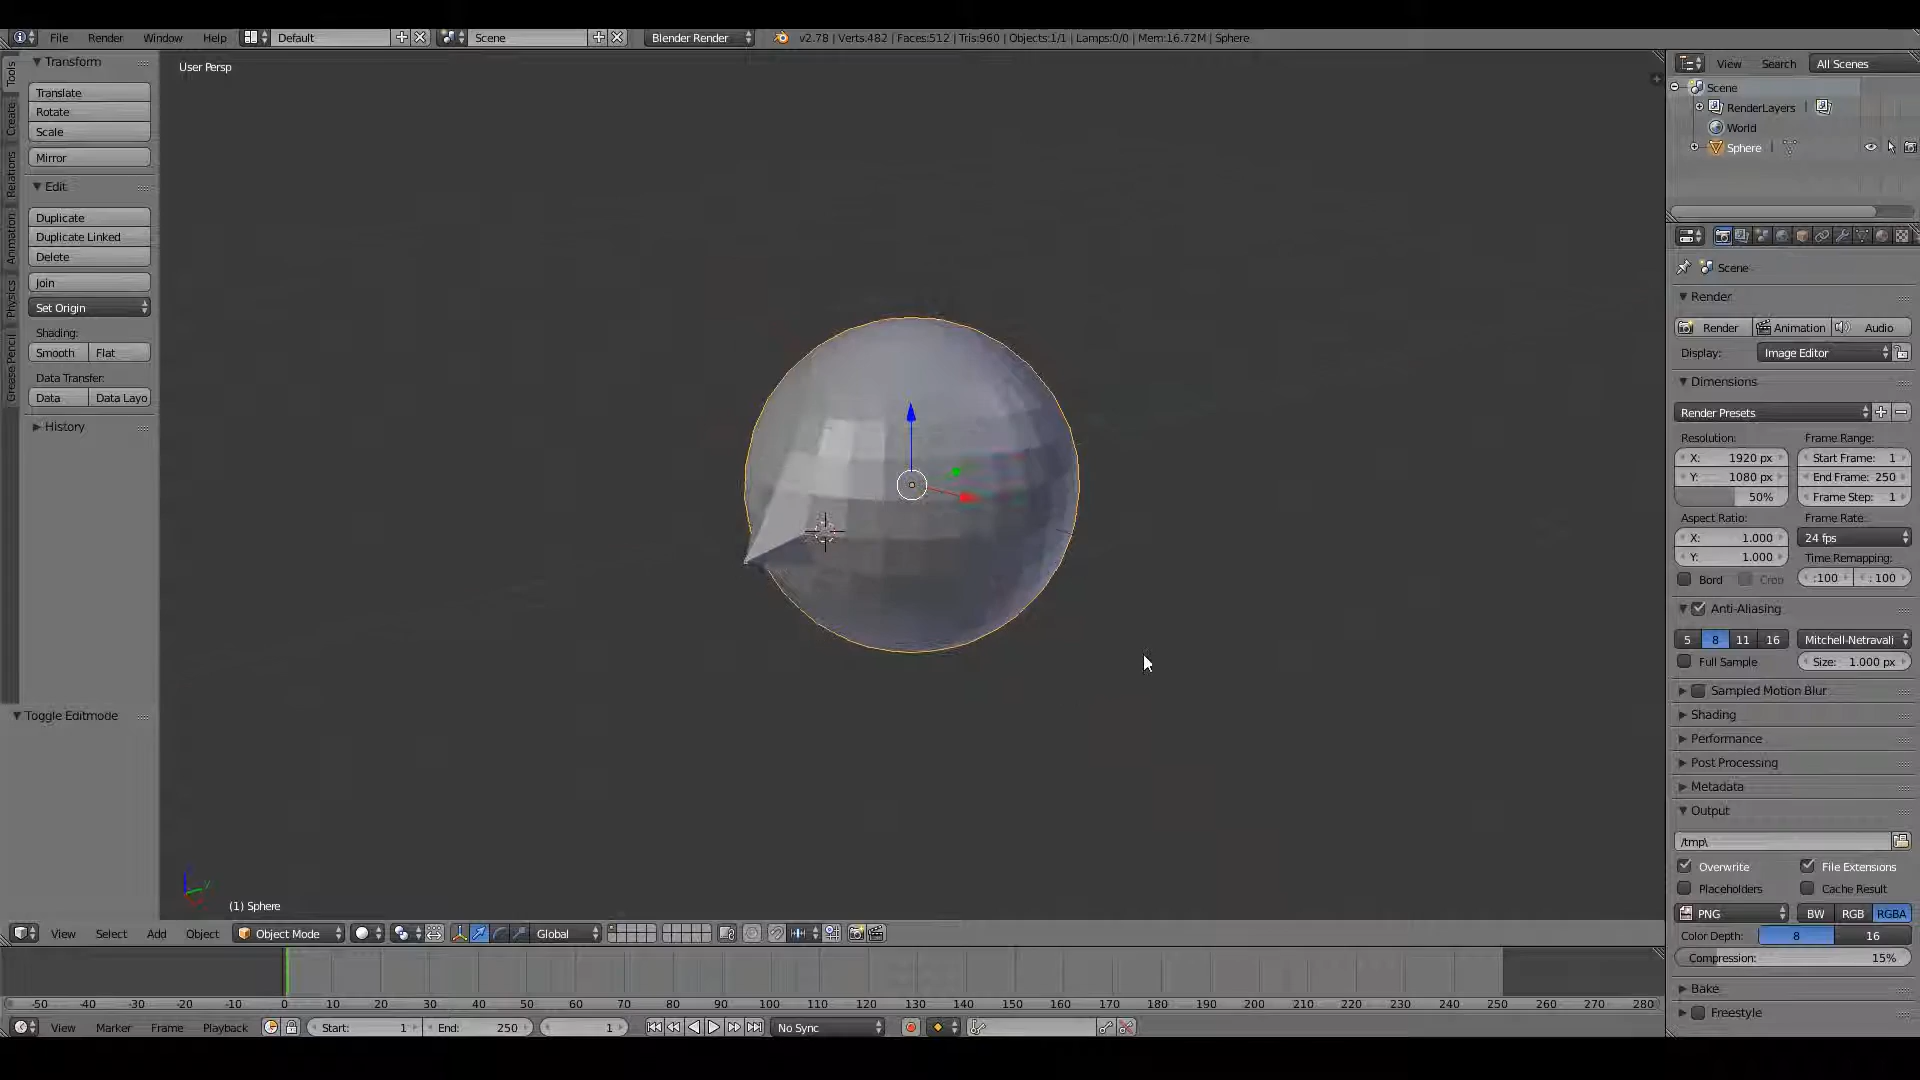 File Render Window Help Default Scene Blender Render v2.78 | Verts:482 | Faces:512 | Tris:960 | Objects:1/1 | Lamps:0/0 | Mem:16.72M | Sphere
Tools
Create
Relations
Animation
Physics
Grease Pencil
Transform
Translate
Rotate
Scale
Mirror
Edit
Duplicate
Duplicate Linked
Delete
Join
Set Origin
Shading:
Smooth Flat
Data Transfer:
Data Data Layo
History
Toggle Editmode
User Persp
y
(1) Sphere
View Select Add Object Object Mode Global
-50 -40 -30 -20 -10 0 10 20 30 40 50 60 70 80 90 100 110 120 130 140 150 160 170 180 190 200 210 220 230 240 250 260 270 280
View Marker Frame Playback Start: 1 End: 250 1 No Sync
View Search All Scenes
Scene
RenderLayers |
World
Sphere |
Scene
Render
Render Animation Audio
Display: Image Editor
Dimensions
Render Presets
Resolution: Frame Range:
X: 1920 px Start Frame: 1
Y: 1080 px End Frame: 250
50% Frame Step: 1
Aspect Ratio: Frame Rate:
X: 1.000 24 fps
Y: 1.000 Time Remapping:
Bord Crop :100 : 100
Anti-Aliasing
5 8 11 16 Mitchell-Netravali
Full Sample Size: 1.000 px
Sampled Motion Blur
Shading
Performance
Post Processing
Metadata
Output
/tmp\
Overwrite File Extensions
Placeholders Cache Result
PNG BW RGB RGBA
Color Depth: 8 16
Compression: 15%
Bake
Freestyle